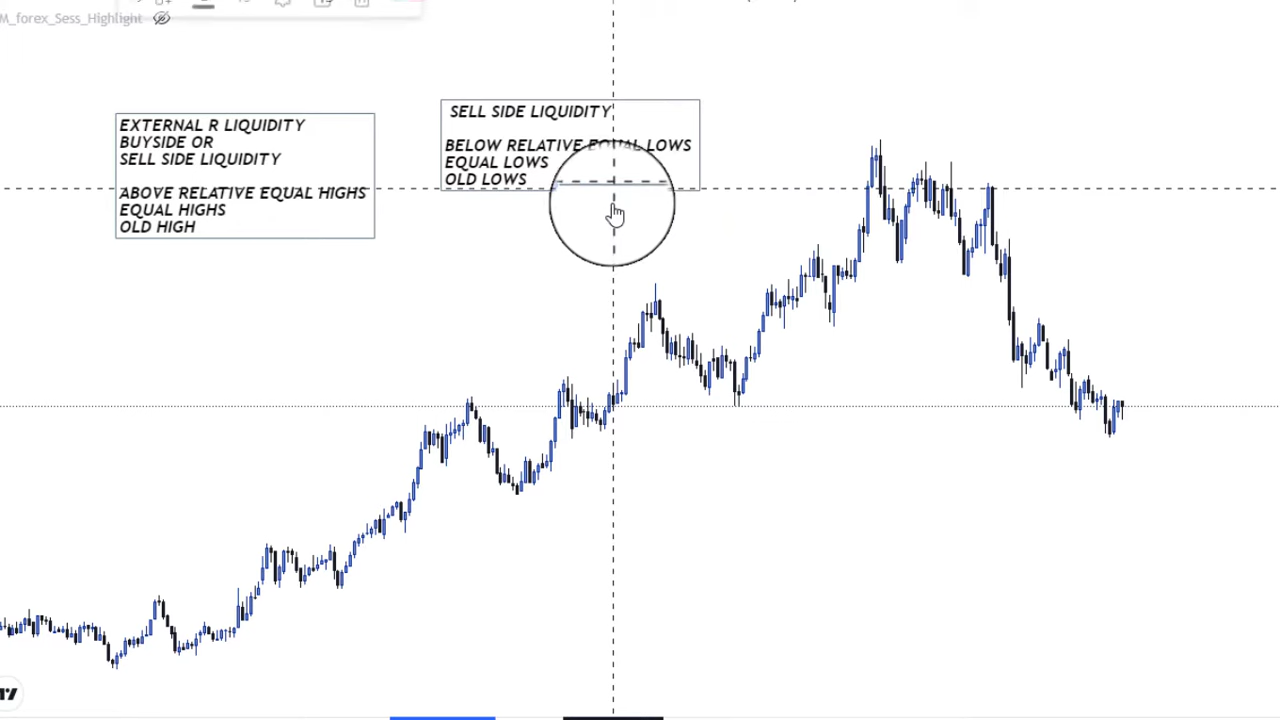 M_forex_Sess_Highlight
EXTERNAL R LIQUIDITY
BUYSIDE OR
SELL SIDE LIQUIDITY
ABOVE RELATIVE EQUAL HIGHS
EQUAL HIGHS
OLD HIGH
SELL SIDE LIQUIDITY
BELOW RELATIVE EQUAL LOWS
EQUAL LOWS
OLD LOWS